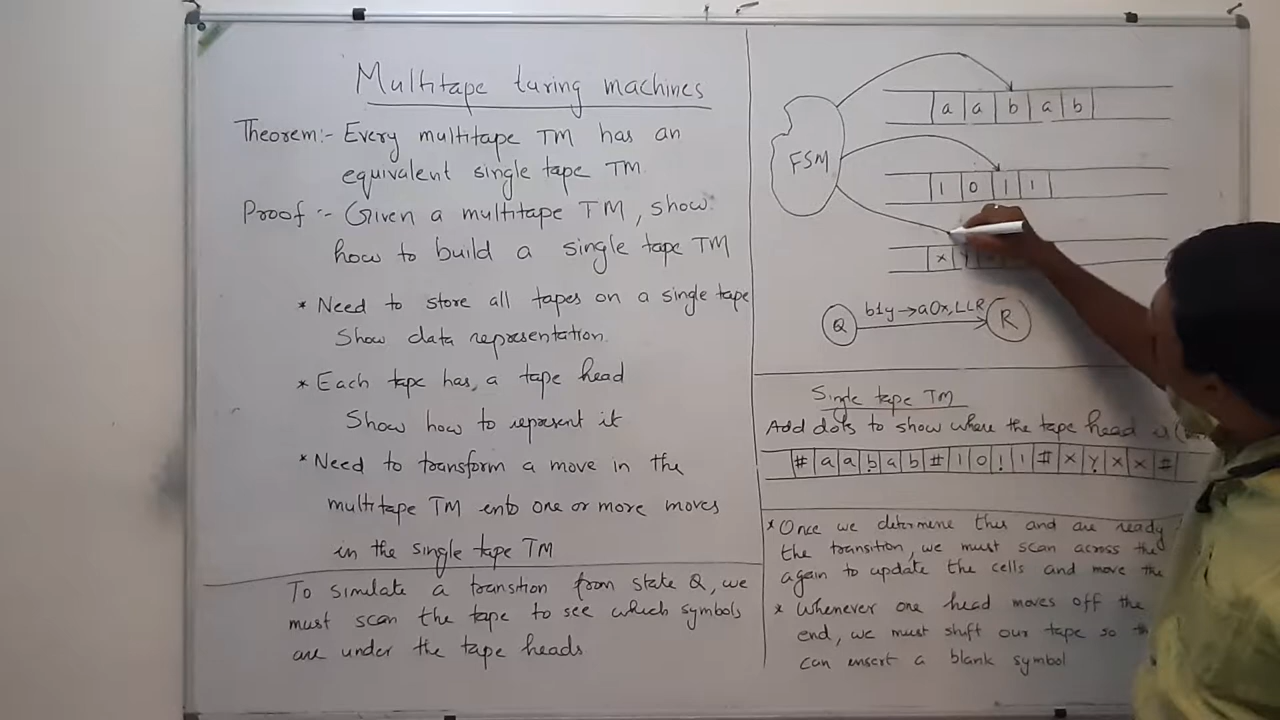 Multitape turing machines
Theorem:- Every multitape TM has an
equivalent single tape TM.
Proof :- Given a multitape TM, show
how to build a single tape TM
* Need to store all tapes on a single tape
Show data representation.
* Each tape has, a tape head
Show how to represent it
* Need to transform a move in the
multitape TM into one or more moves
in the single tape TM
To simulate a transition from state Q, we
must scan the tape to see which symbols
are under the tape heads
FSM
a a b a b
1 0 1 1
x y
Q b1y→a0x,LLR R
Single tape TM
Add dots to show where the tape head is
# a a b a b # 1 0 1 1 # x y x x #
* Once we determine this and are ready
the transition, we must scan across the
again to update the cells and move the
* Whenever one head moves off the
end, we must shift our tape so
can insert a blank symbol